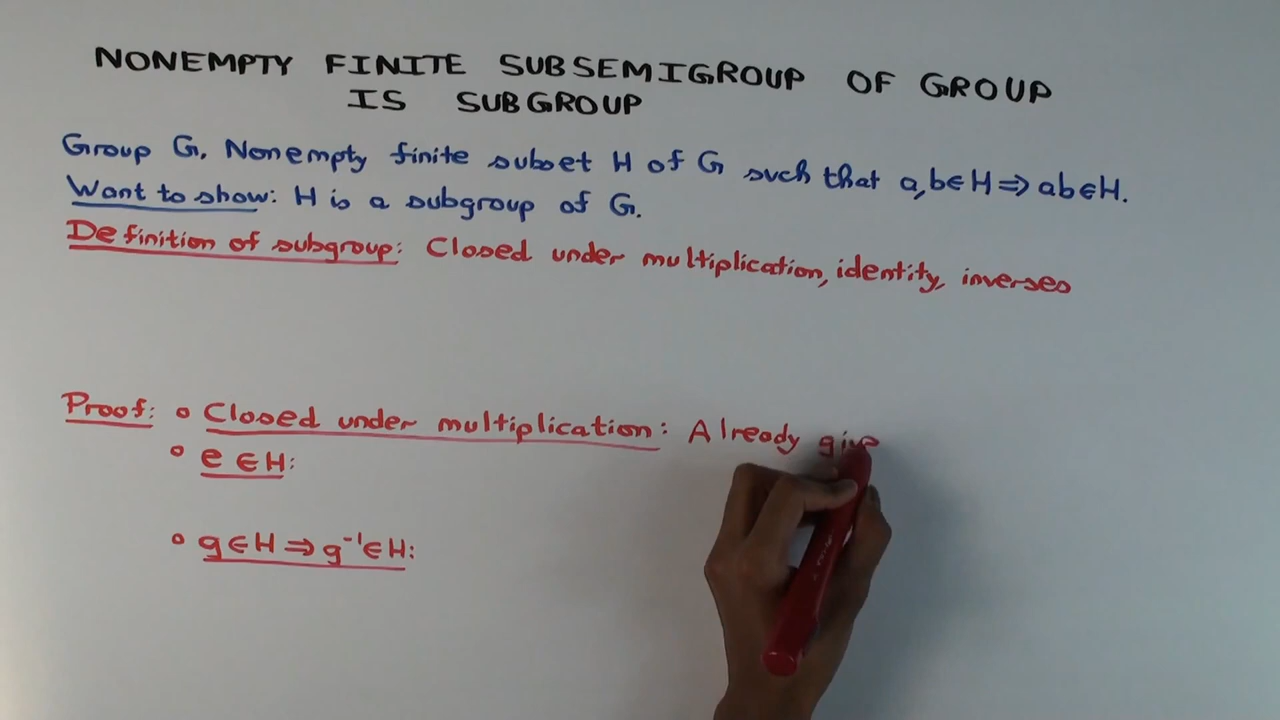 NONEMPTY FINITE SUBSEMIGROUP OF GROUP
IS SUBGROUP
Group G. Nonempty finite subset H of G such that a,b∈H⇒ab∈H.
Want to show: H is a subgroup of G.
Definition of subgroup: Closed under multiplication, identity, inverses
Proof: • Closed under multiplication: Already give
• e∈H:
• g∈H⇒g⁻¹∈H: